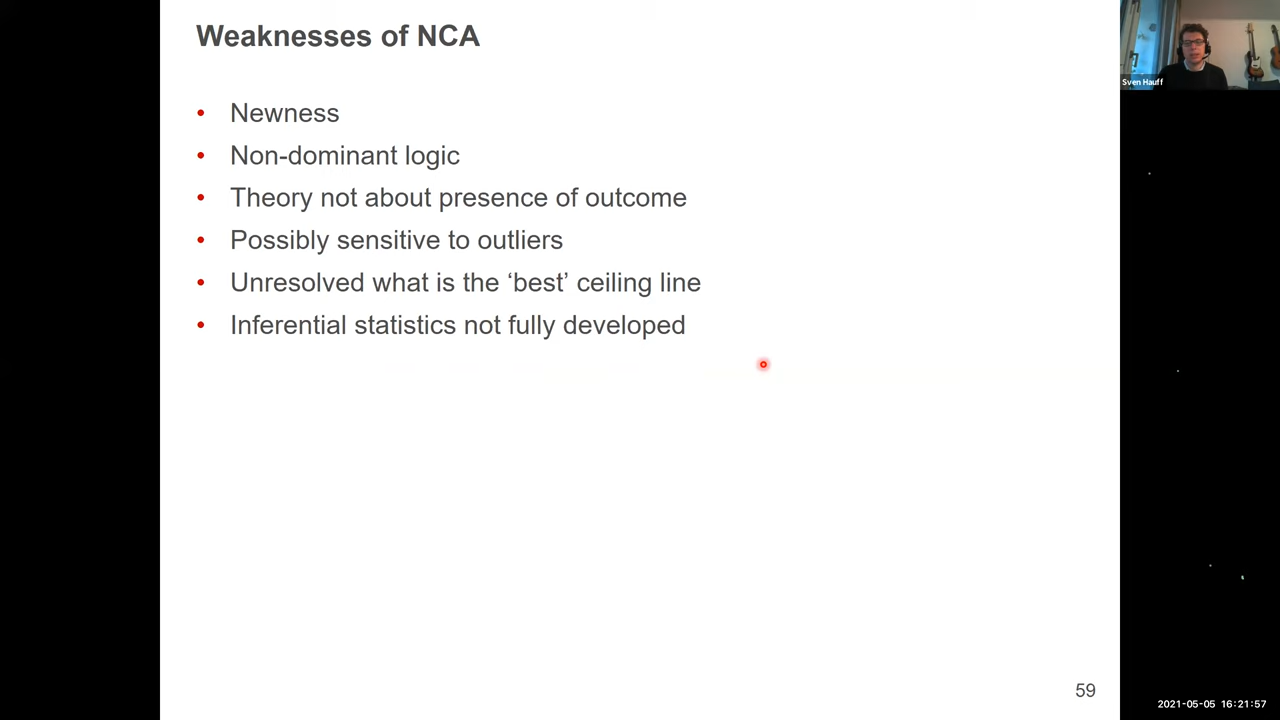 Weaknesses of NCA
• Newness
• Non-dominant logic
• Theory not about presence of outcome
• Possibly sensitive to outliers
• Unresolved what is the ‘best’ ceiling line
• Inferential statistics not fully developed
59
Sven Hauff
2021-05-05 16:21:57